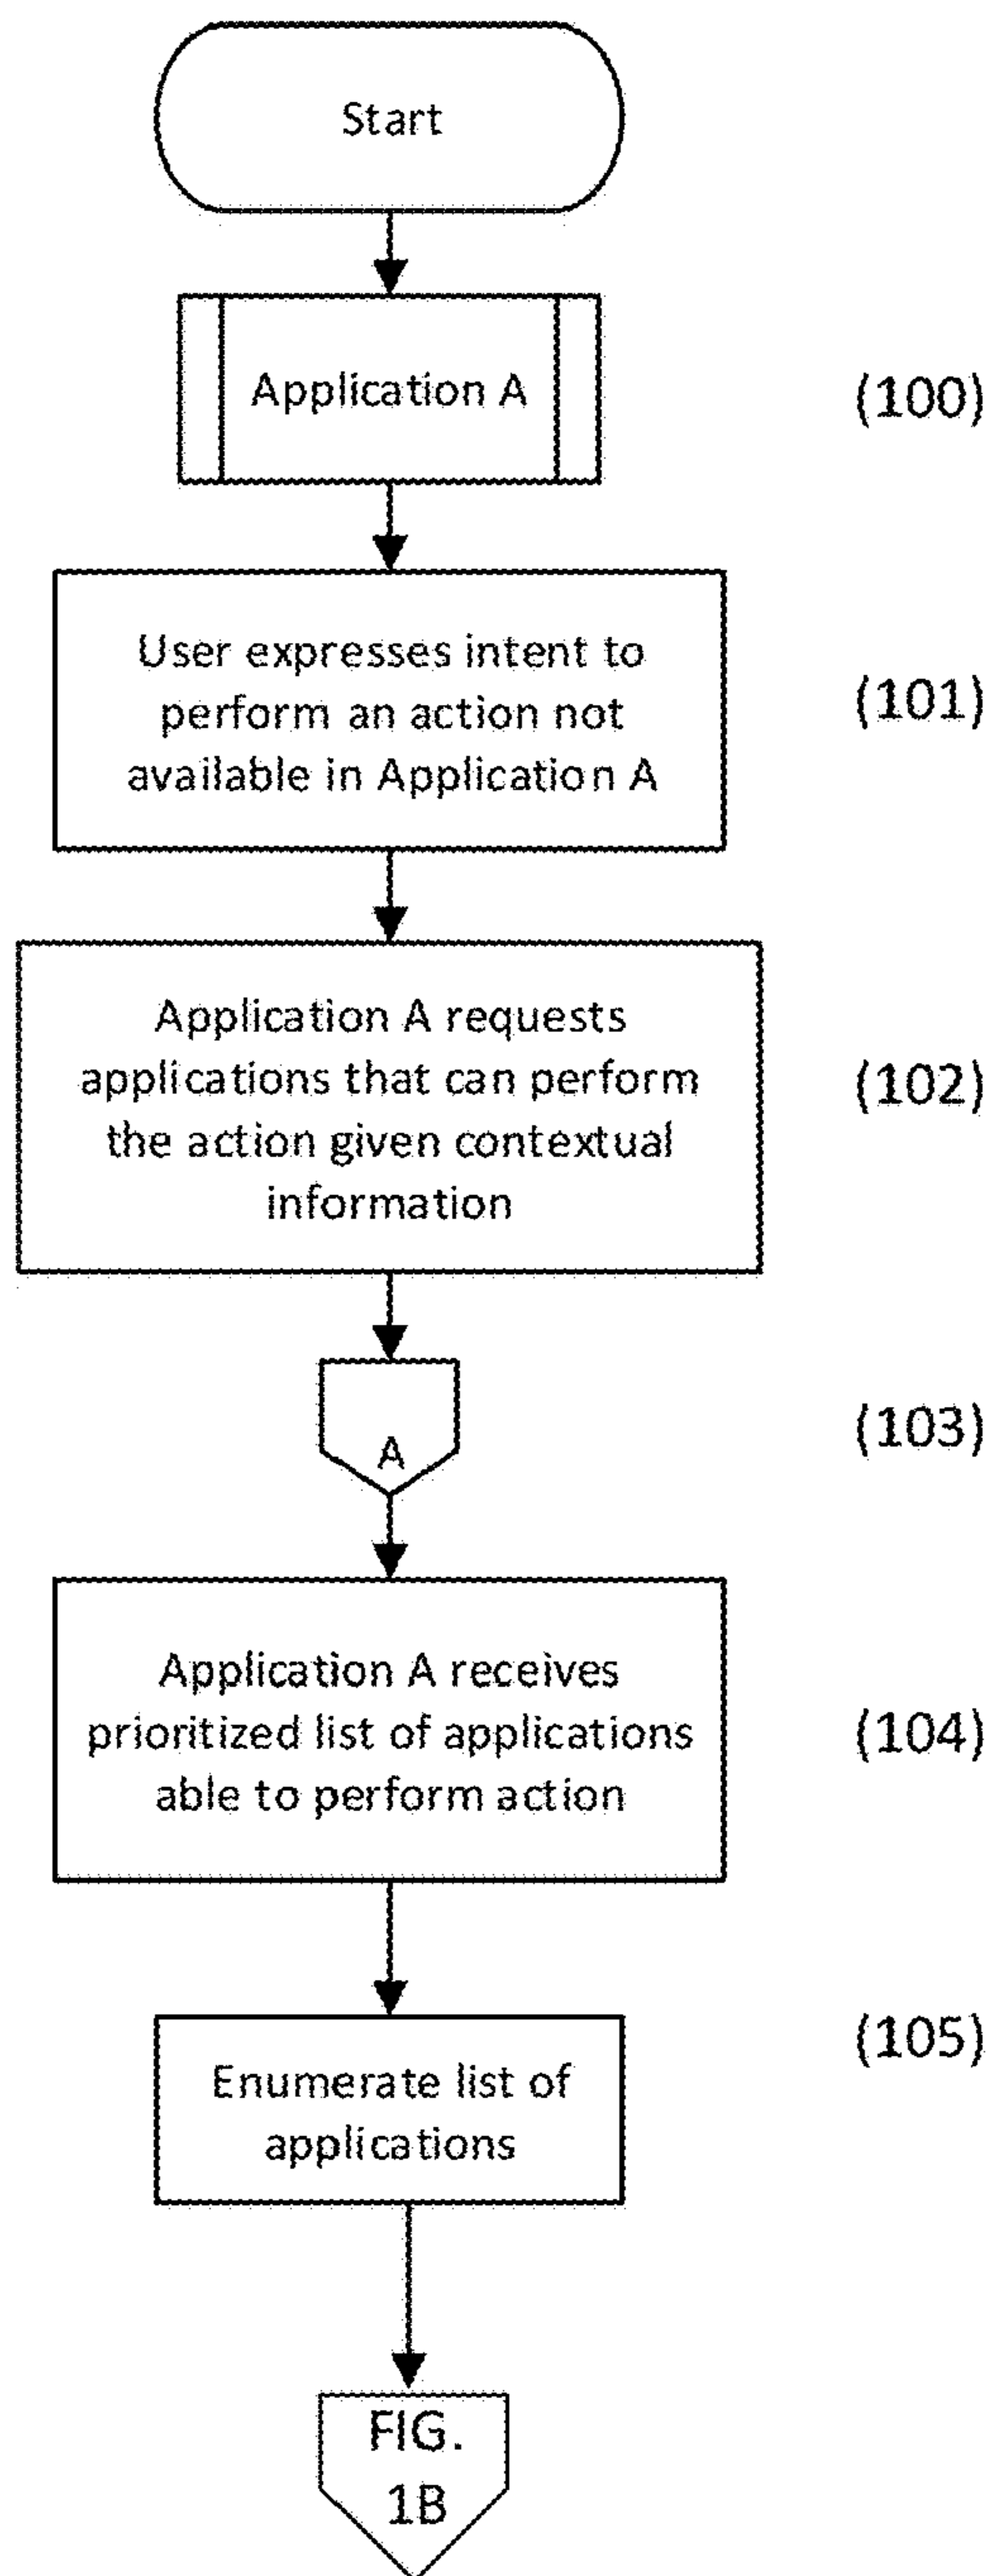 Start
Application A
(100)
User expresses intent to
perform an action not
available in Application A
(101)
Application A requests
applications that can perform
the action given contextual
information
(102)
A
(103)
Application A receives
prioritized list of applications
able to perform action
(104)
Enumerate list of
applications
(105)
FIG.
1B